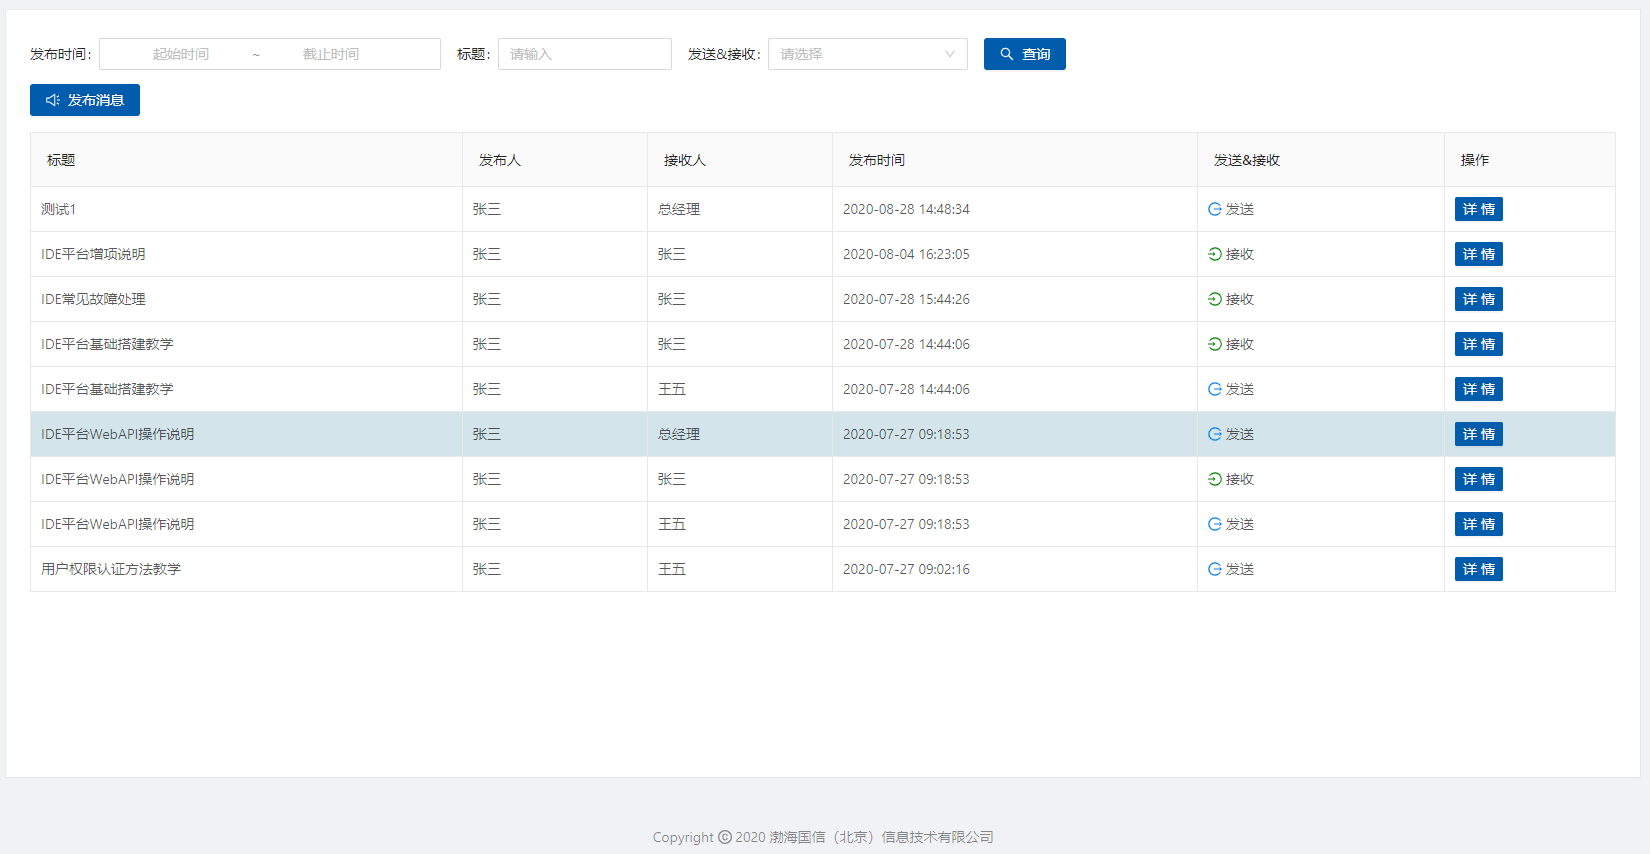 发布时间: 起始时间 ~ 截止时间 标题: 请输入 发送&接收: 请选择 查询
发布消息
标题 发布人 接收人 发布时间 发送&接收 操作
测试1 张三 总经理 2020-08-28 14:48:34 发送 详 情
IDE平台增项说明 张三 张三 2020-08-04 16:23:05 接收 详 情
IDE常见故障处理 张三 张三 2020-07-28 15:44:26 接收 详 情
IDE平台基础搭建教学 张三 张三 2020-07-28 14:44:06 接收 详 情
IDE平台基础搭建教学 张三 王五 2020-07-28 14:44:06 发送 详 情
IDE平台WebAPI操作说明 张三 总经理 2020-07-27 09:18:53 发送 详 情
IDE平台WebAPI操作说明 张三 张三 2020-07-27 09:18:53 接收 详 情
IDE平台WebAPI操作说明 张三 王五 2020-07-27 09:18:53 发送 详 情
用户权限认证方法教学 张三 王五 2020-07-27 09:02:16 发送 详 情
Copyright © 2020 渤海国信（北京）信息技术有限公司